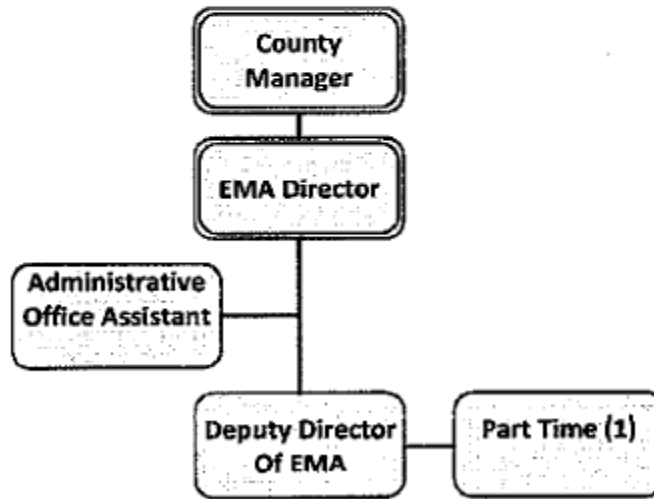 County
Manager
EMA Director
Administrative
Office Assistant
Deputy Director
Of EMA
Part Time (1)